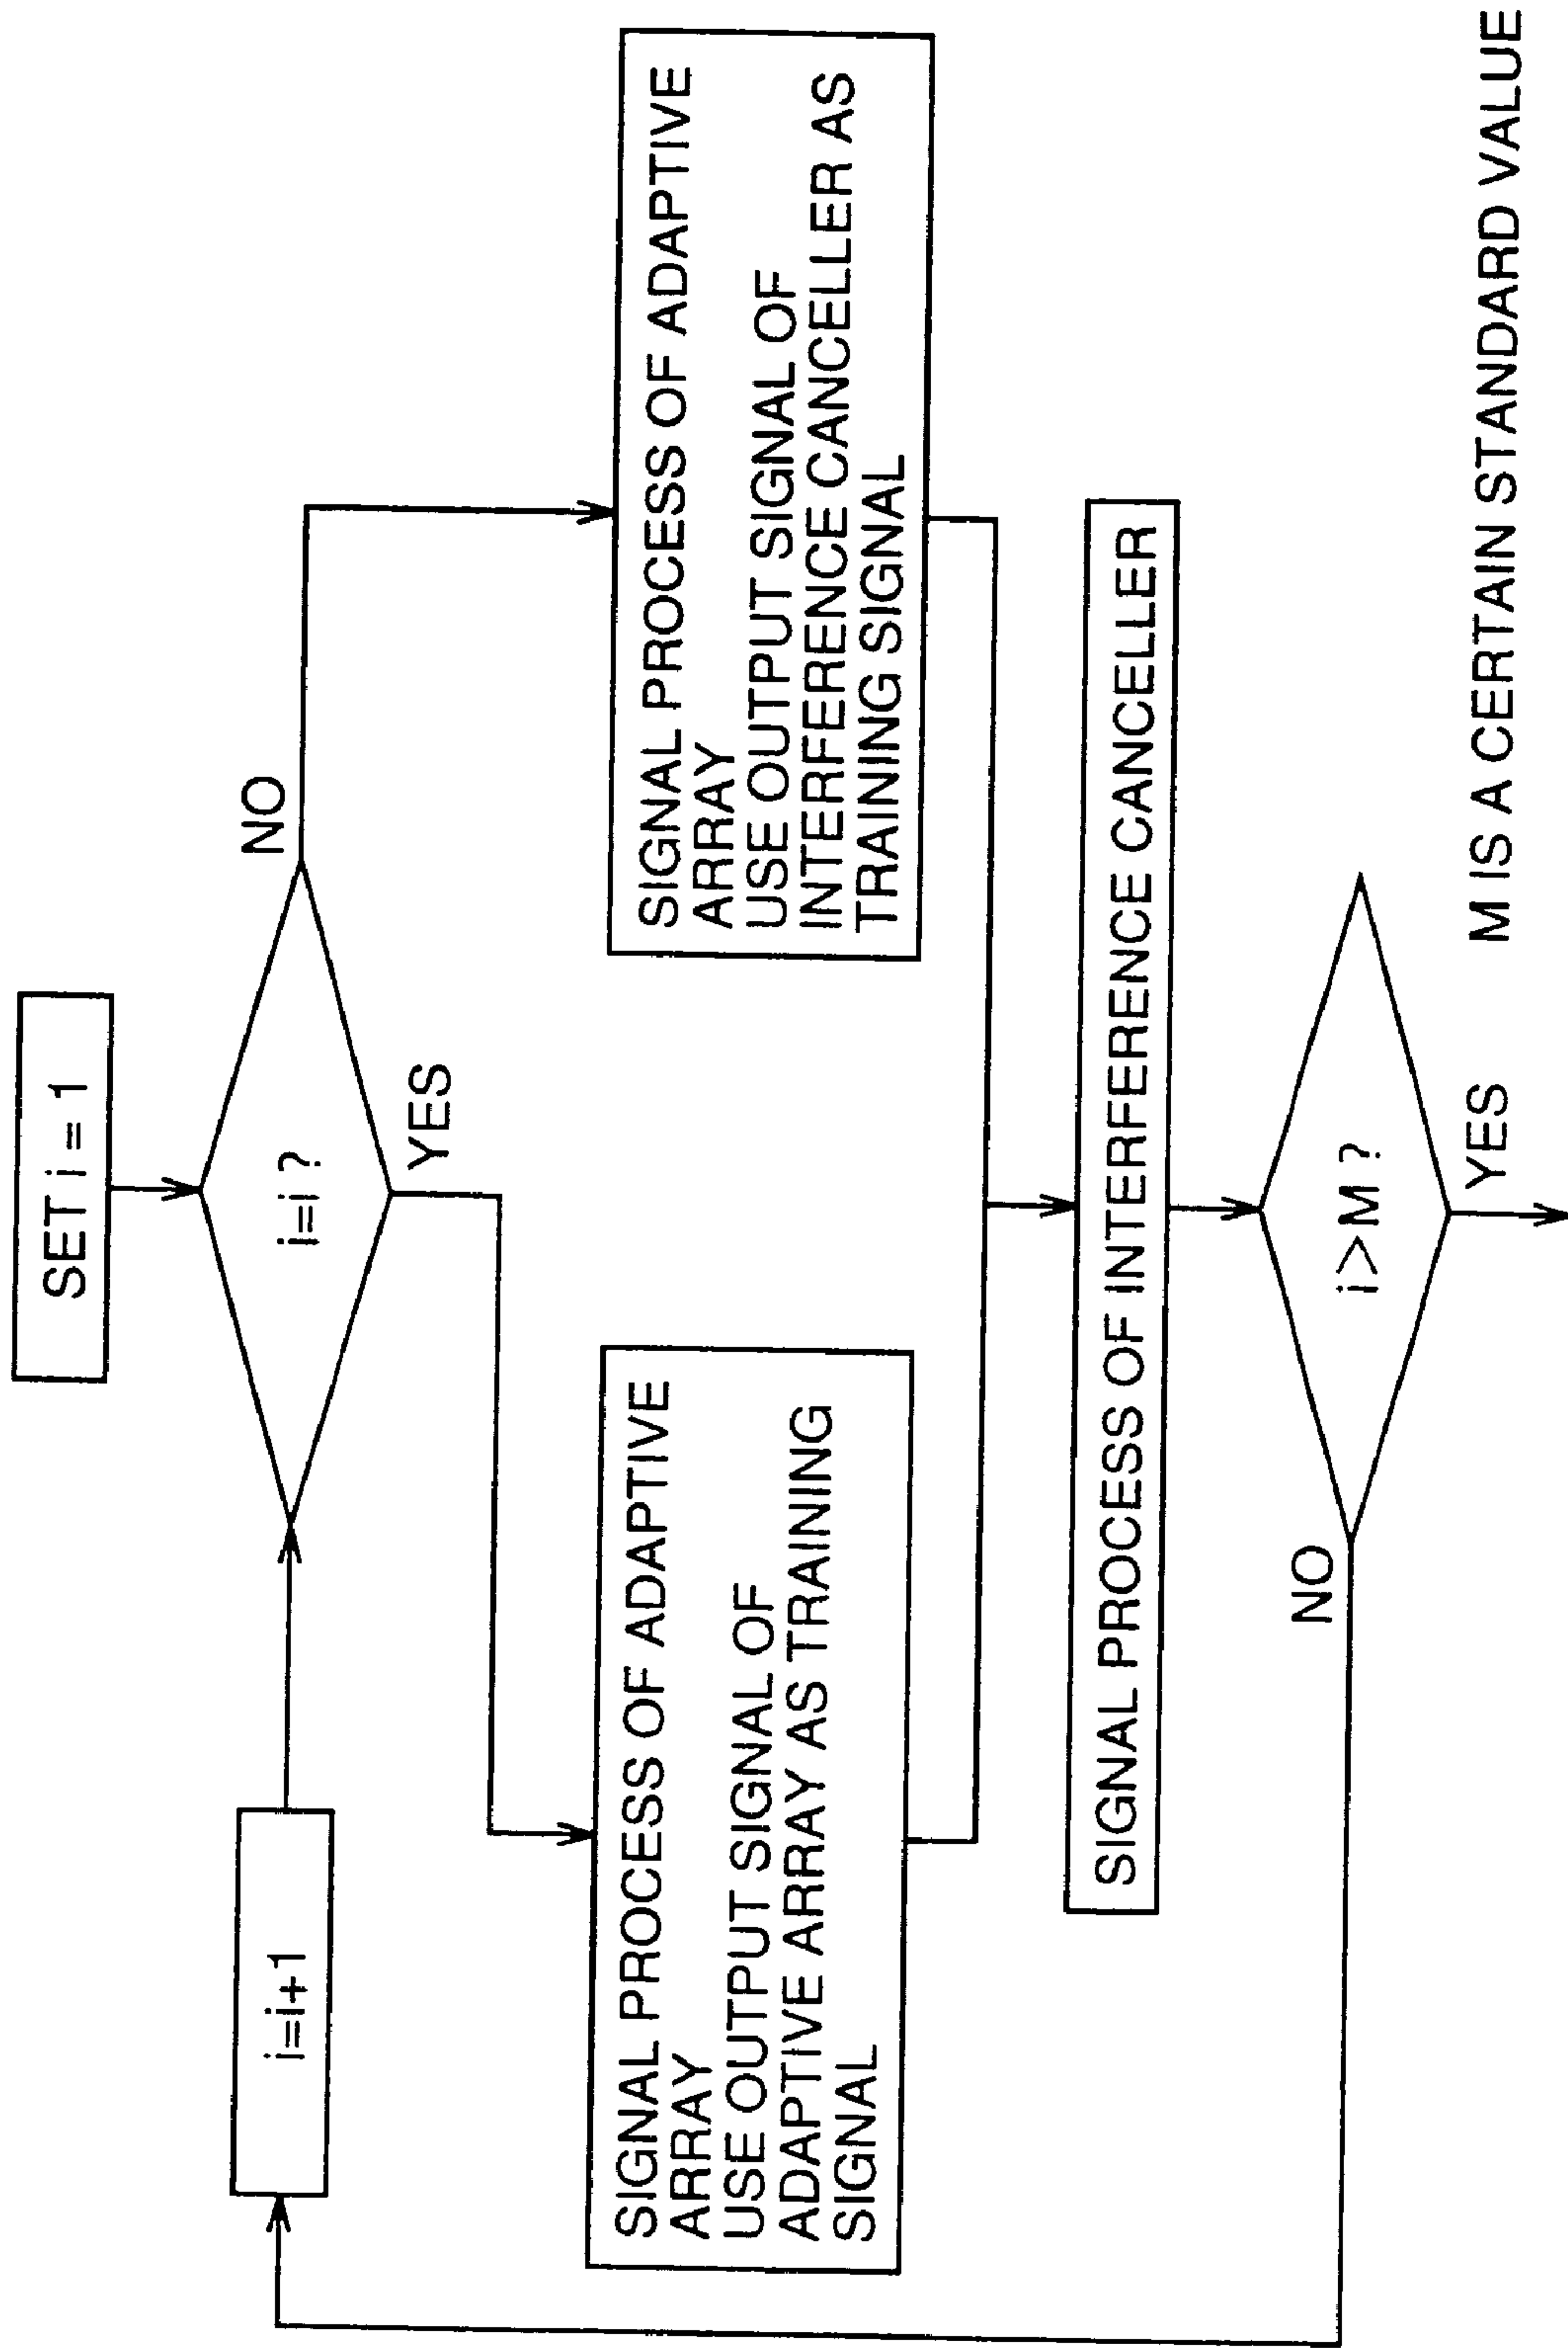 SET i = 1
i=i+1
i=i ?
NO
YES
SIGNAL PROCESS OF ADAPTIVE
ARRAY
USE OUTPUT SIGNAL OF
ADAPTIVE ARRAY AS TRAINING
SIGNAL
SIGNAL PROCESS OF ADAPTIVE
ARRAY
USE OUTPUT SIGNAL OF
INTERFERENCE CANCELLER AS
TRAINING SIGNAL
SIGNAL PROCESS OF INTERFERENCE CANCELLER
NO
i>M ?
YES
M IS A CERTAIN STANDARD VALUE